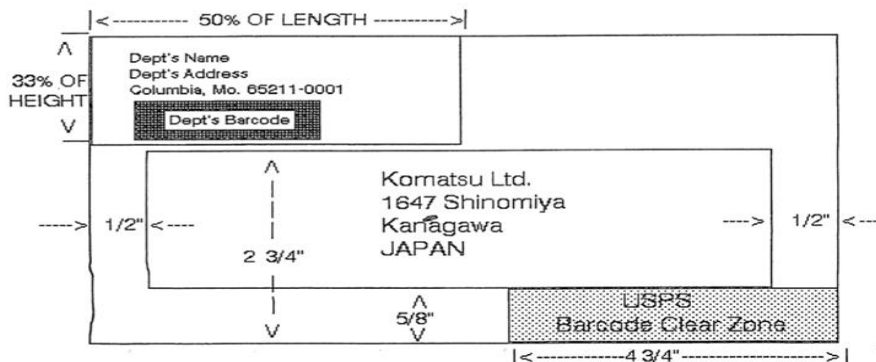 50% OF LENGTH
33% OF
HEIGHT
Dept's Name
Dept's Address
Columbia, Mo. 65211-0001
Dept's Barcode
Komatsu Ltd.
1647 Shinomiya
Kanagawa
JAPAN
1/2"
1/2"
2 3/4"
5/8"
USPS
Barcode Clear Zone
4 3/4"